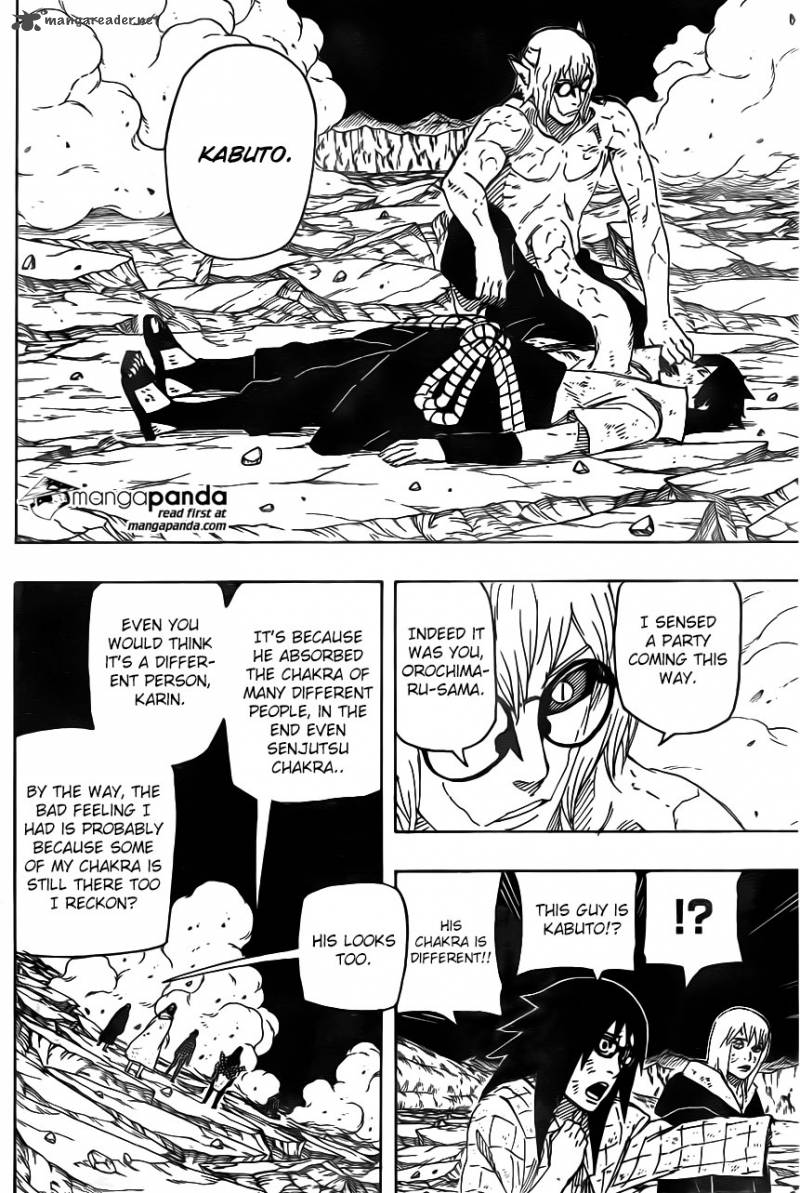 mangareader.net
KABUTO.
mangapanda
read first at
mangapanda.com
I SENSED
A PARTY
COMING THIS
WAY.
INDEED IT
WAS YOU,
OROCHIMA-
RU-SAMA.
!?
THIS GUY IS
KABUTO!?
HIS
CHAKRA IS
DIFFERENT!!
IT'S BECAUSE
HE ABSORBED
THE CHAKRA OF
MANY DIFFERENT
PEOPLE, IN THE
END EVEN
SENJUTSU
CHAKRA..
EVEN YOU
WOULD THINK
IT'S A DIFFER-
ENT PERSON,
KARIN.
BY THE WAY, THE
BAD FEELING I
HAD IS PROBABLY
BECAUSE SOME
OF MY CHAKRA IS
STILL THERE TOO
I RECKON?
HIS LOOKS
TOO.